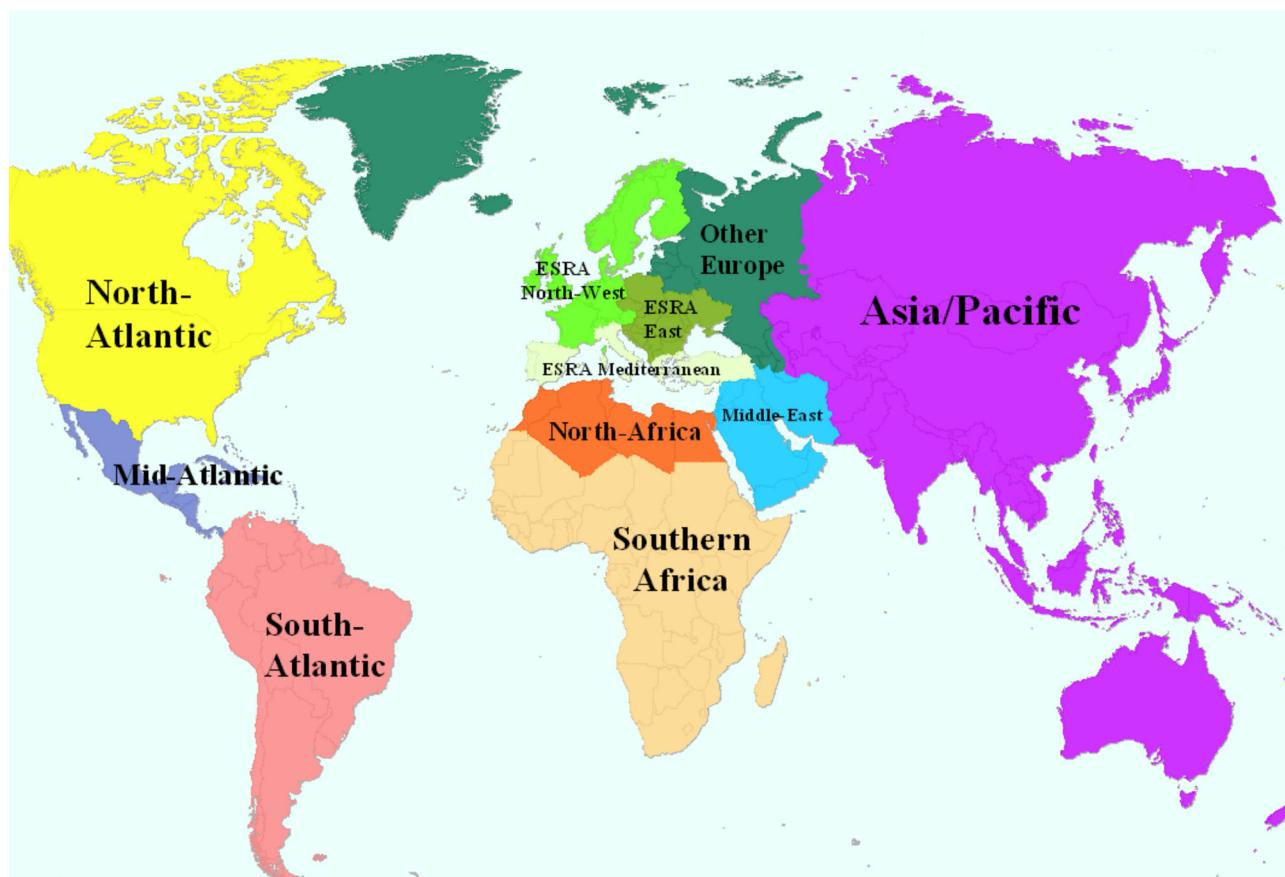 North-
Atlantic
Mid-Atlantic
South-
Atlantic
ESRA
North-West
ESRA
East
ESRA Mediterranean
Other
Europe
North-Africa
Middle-East
Southern
Africa
Asia/Pacific